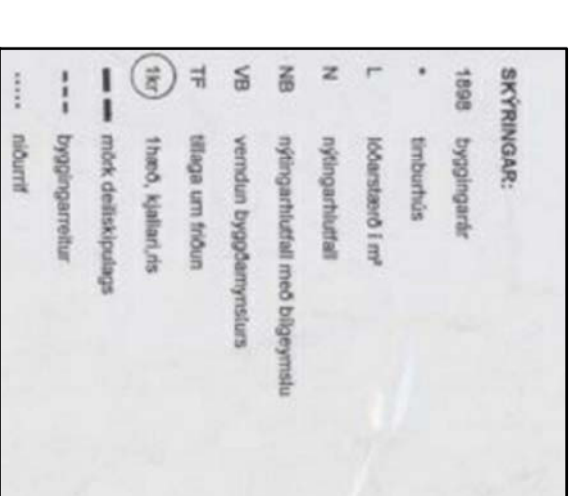 SKÝRINGAR:
1898 byggingarár
* timburhús
L lóðarstærð í m²
N nýtingarhlutfall
NB nýtingarhlutfall með bílgeymslu
VB verndun byggðamynsturs
TF tillaga um friðun
1kr 1hæð, kjallari,ris
mörk deiliskipulags
byggingarreitur
niðurrif